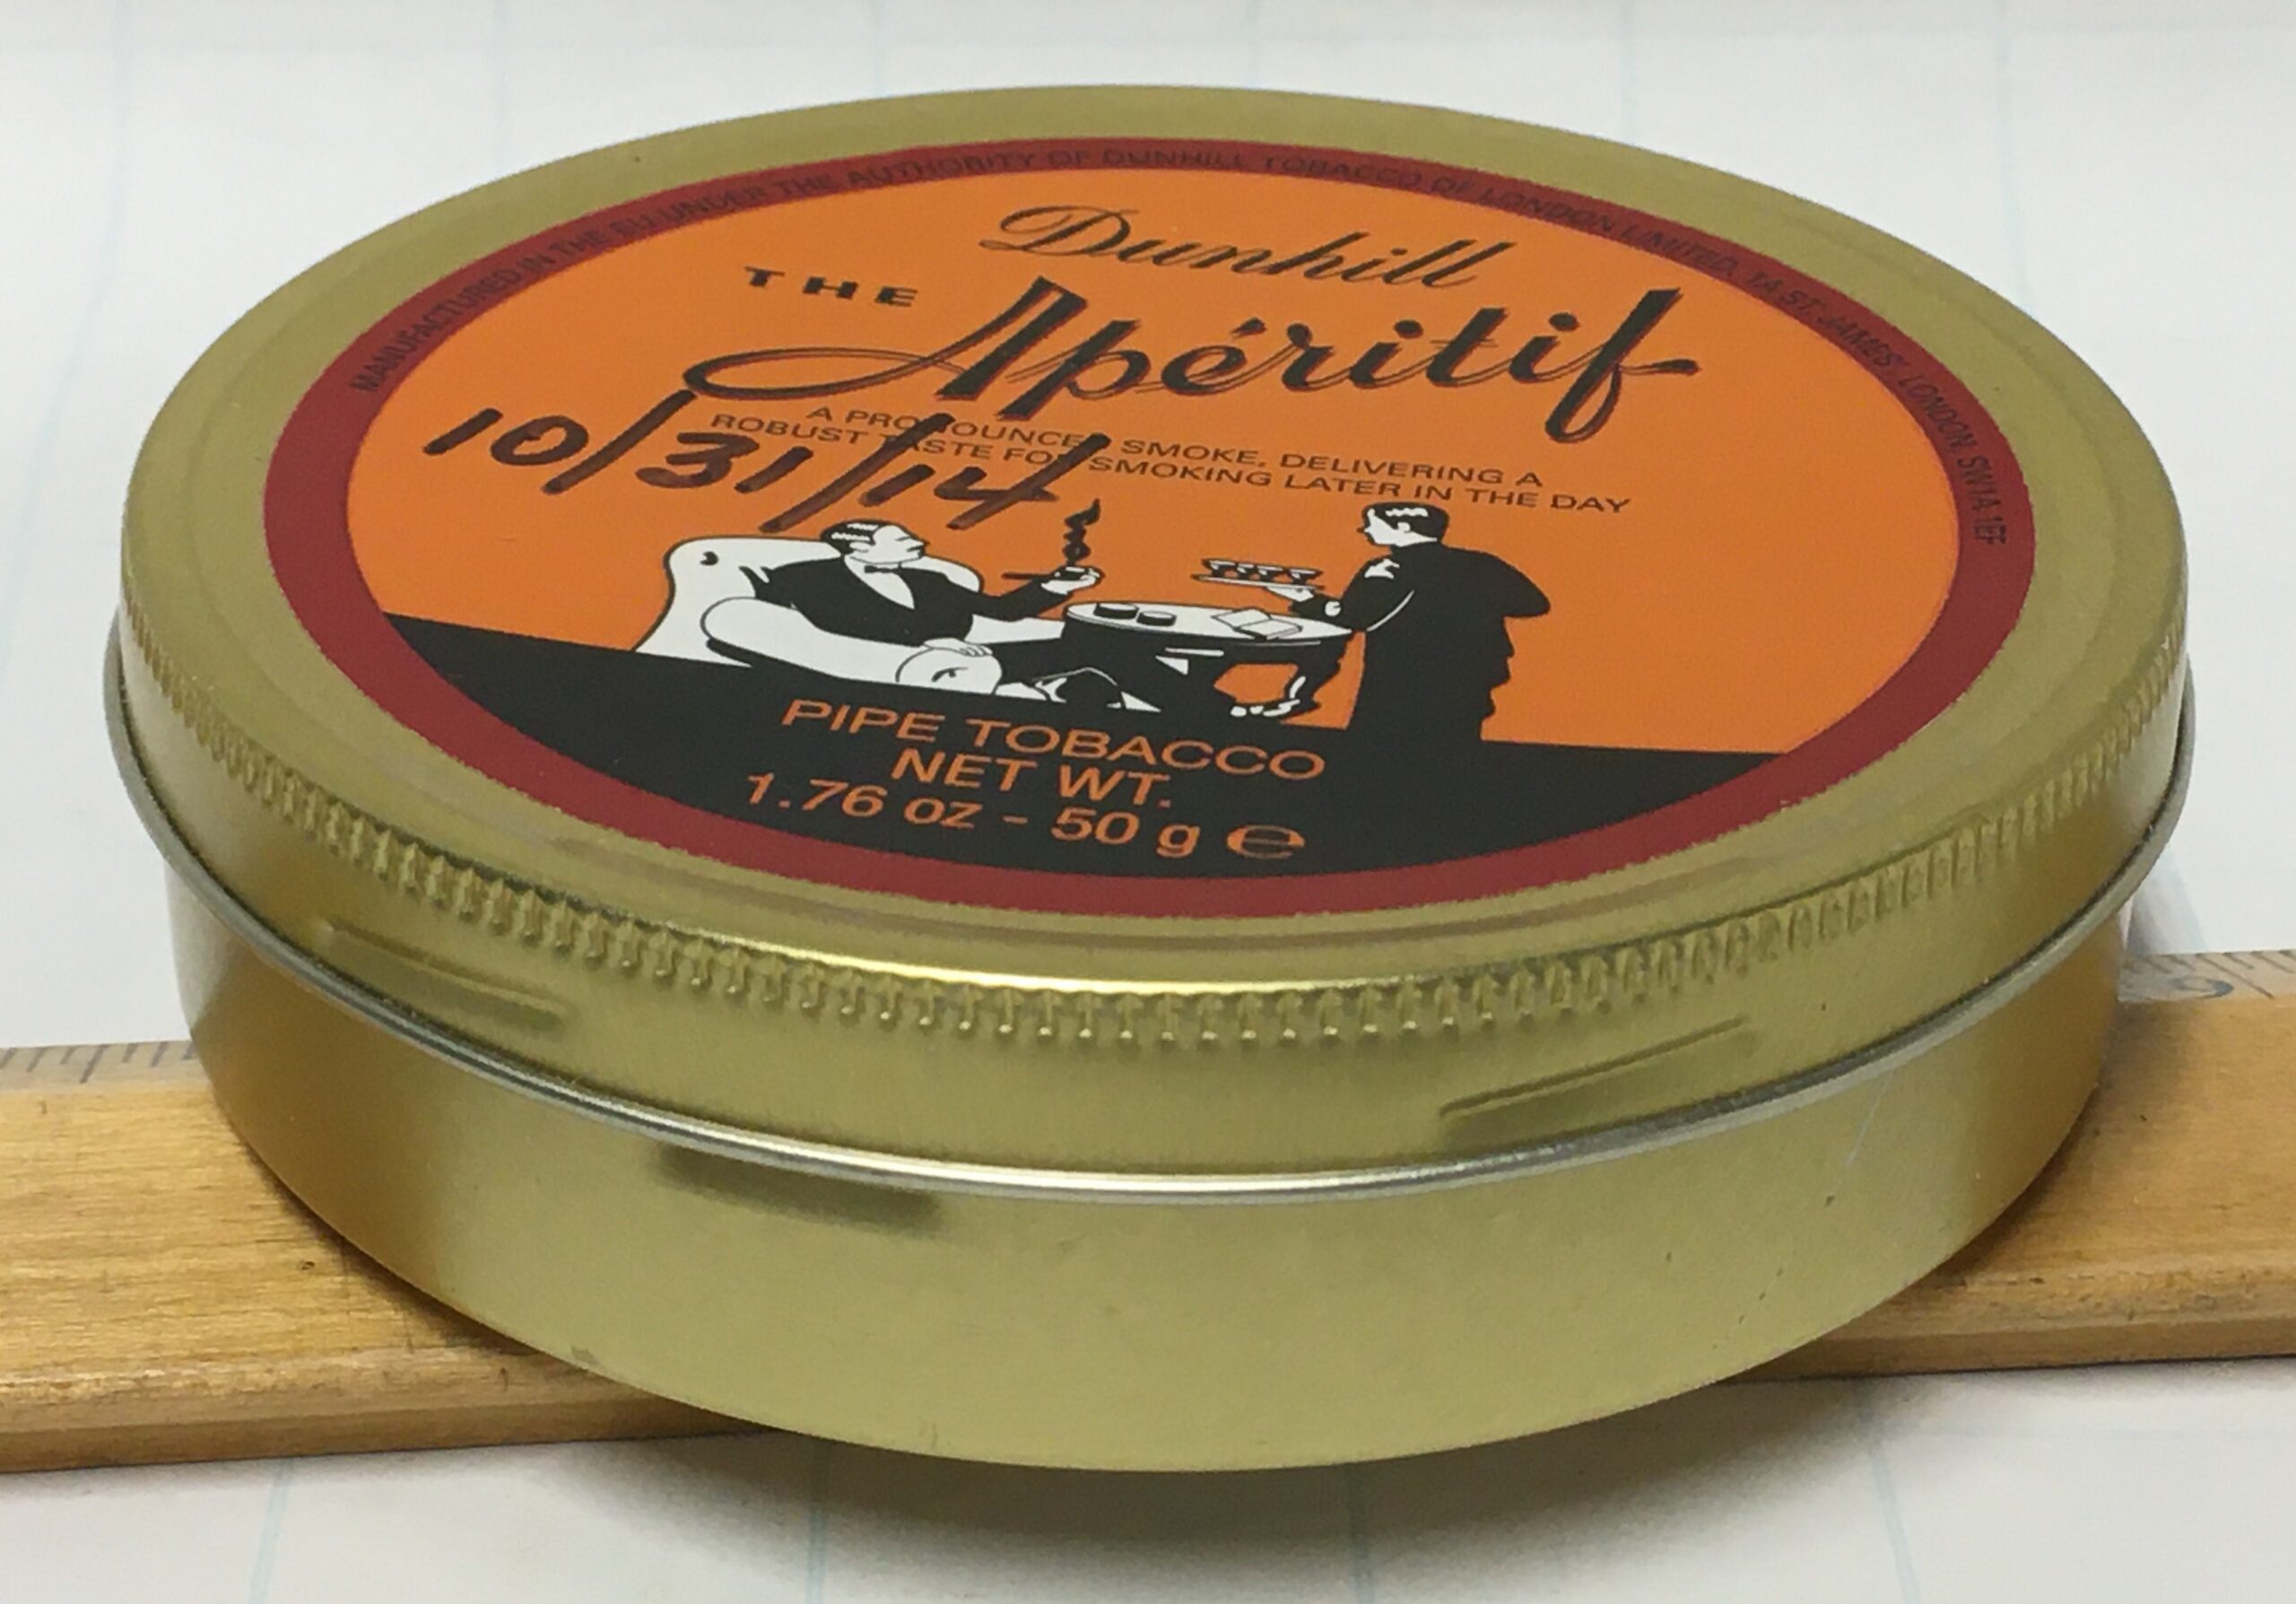 MANUFACTURED IN THE EU UNDER THE AUTHORITY OF DUNHILL TOBACCO OF LONDON LIMITED, 1A ST. JAMES' LONDON, SW1A 1EF
Dunhill
THE Apéritif
10/31/14
A PRONOUNCED SMOKE, DELIVERING A
ROBUST TASTE FOR SMOKING LATER IN THE DAY
PIPE TOBACCO
NET WT.
1.76 oz - 50 g ℮